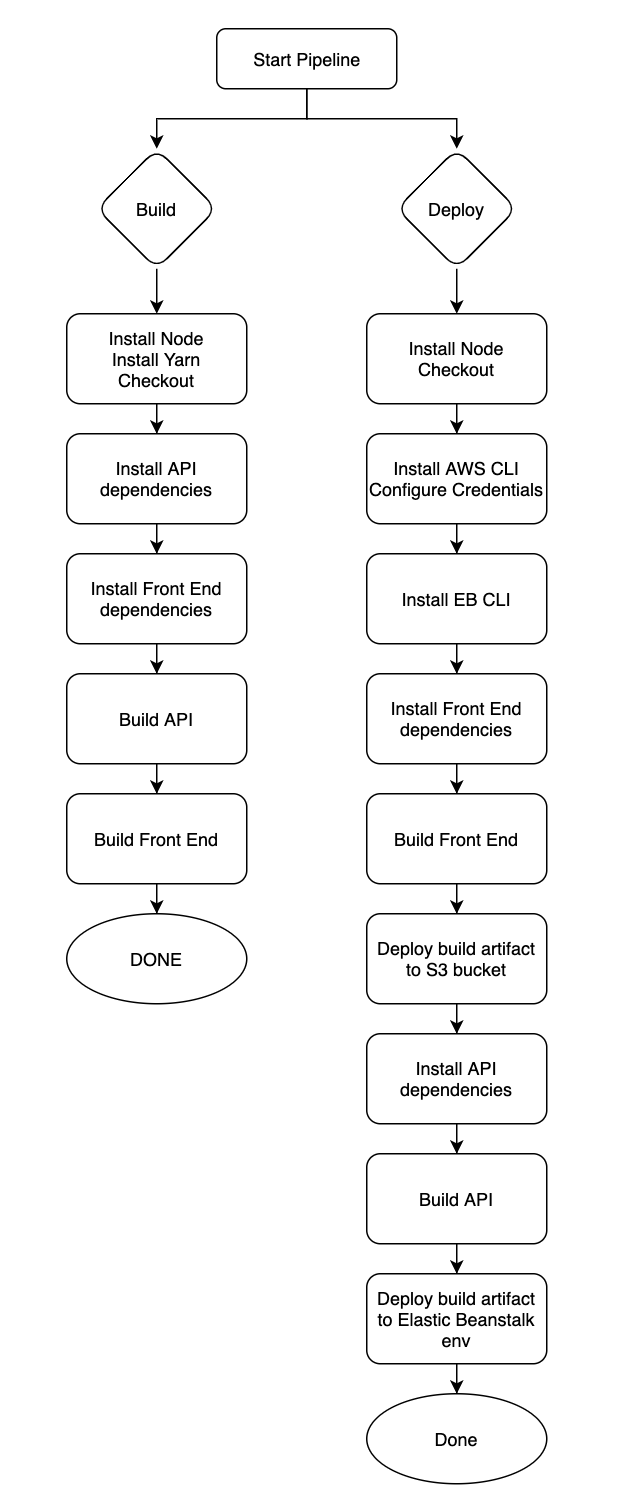 Start Pipeline
Build
Install Node
Install Yarn
Checkout
Install API
dependencies
Install Front End
dependencies
Build API
Build Front End
DONE
Deploy
Install Node
Checkout
Install AWS CLI
Configure Credentials
Install EB CLI
Install Front End
dependencies
Build Front End
Deploy build artifact
to S3 bucket
Install API
dependencies
Build API
Deploy build artifact
to Elastic Beanstalk
env
Done